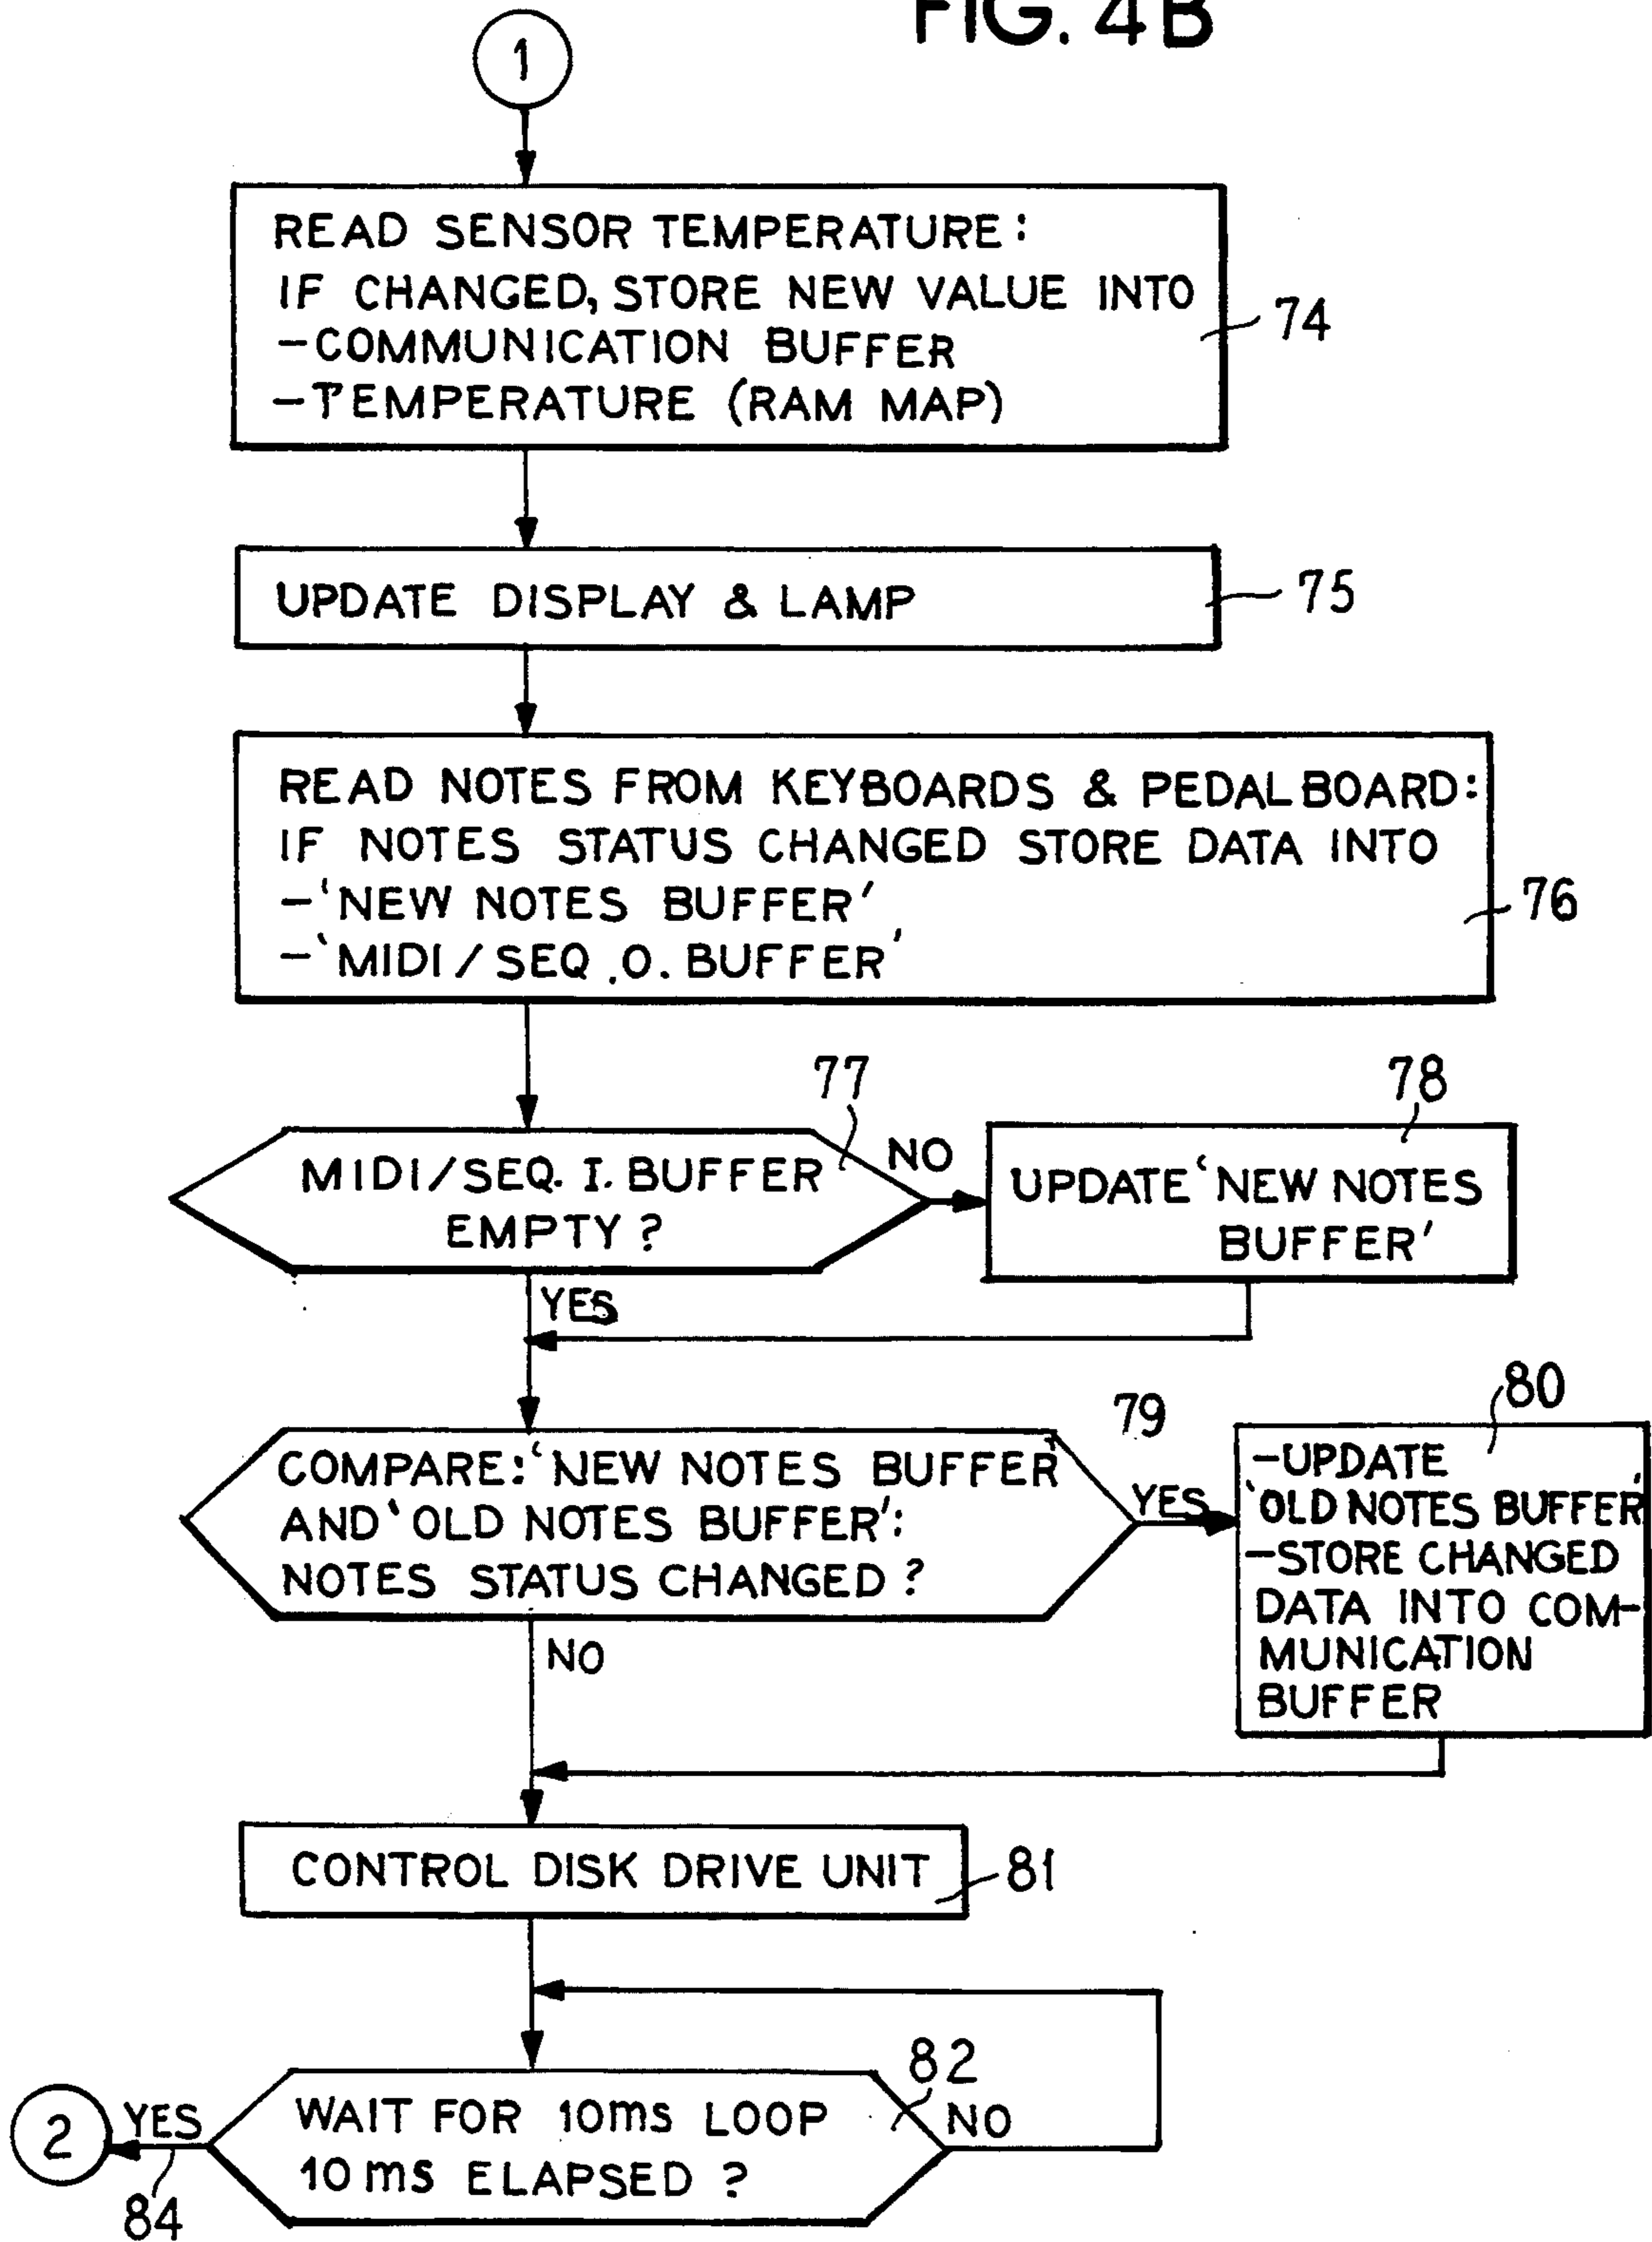 FIG. 4B
1
READ SENSOR TEMPERATURE:
IF CHANGED, STORE NEW VALUE INTO
-COMMUNICATION BUFFER
-TEMPERATURE (RAM MAP)
74
UPDATE DISPLAY & LAMP
75
READ NOTES FROM KEYBOARDS & PEDALBOARD:
IF NOTES STATUS CHANGED STORE DATA INTO
-'NEW NOTES BUFFER'
-'MIDI/SEQ.O. BUFFER'
76
77
MIDI/SEQ. I. BUFFER
EMPTY?
NO
78
UPDATE 'NEW NOTES
BUFFER'
YES
79
COMPARE: 'NEW NOTES BUFFER'
AND 'OLD NOTES BUFFER':
NOTES STATUS CHANGED?
YES
80
-UPDATE
'OLD NOTES BUFFER'
-STORE CHANGED
DATA INTO COM-
MUNICATION
BUFFER
NO
CONTROL DISK DRIVE UNIT
81
82
WAIT FOR 10ms LOOP
10ms ELAPSED?
NO
YES
2
84